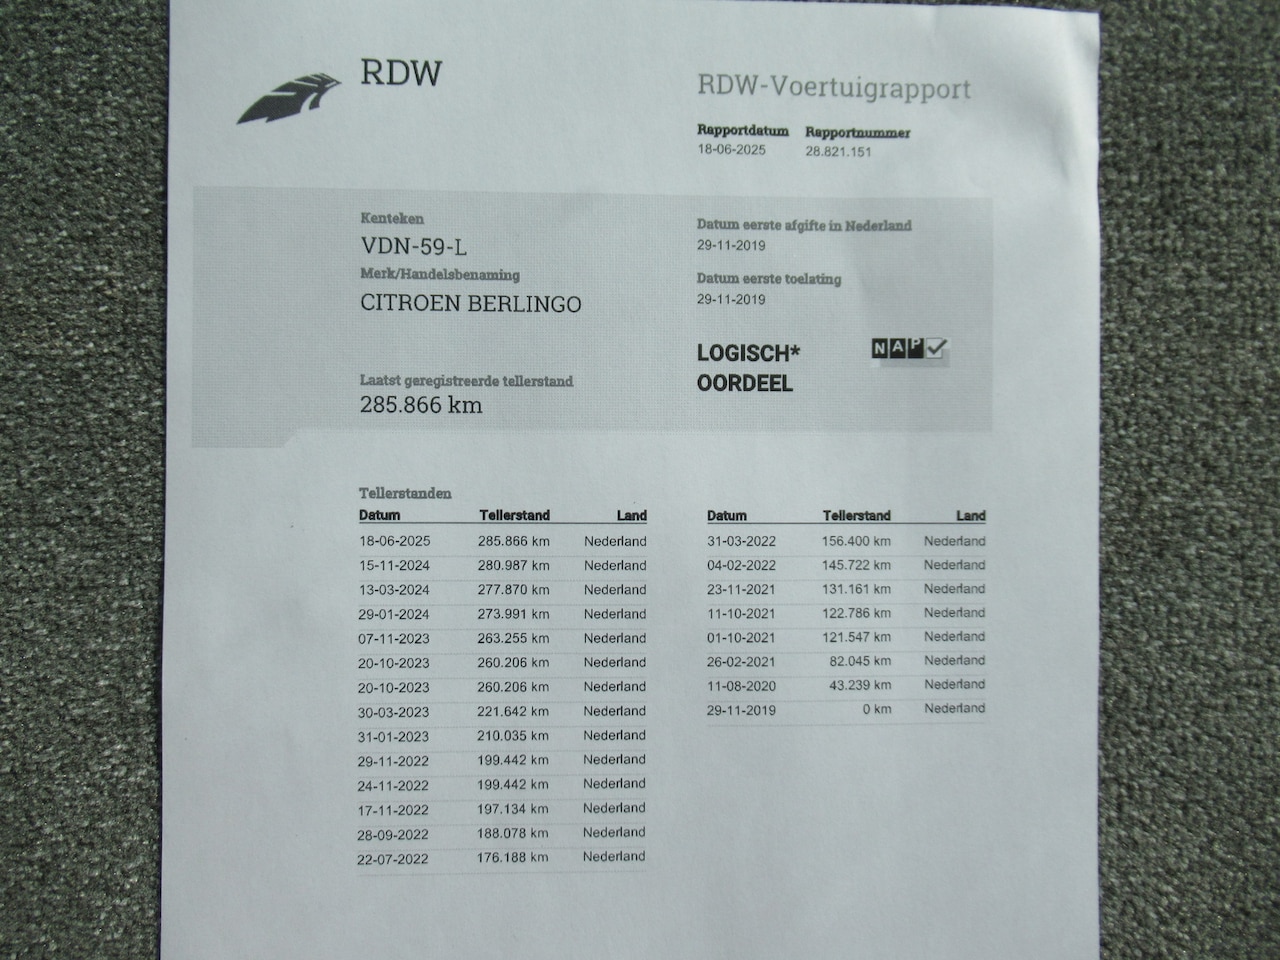 RDW
RDW-Voertuigrapport
Rapportdatum Rapportnummer
18-06-2025 28.821.151
Kenteken
VDN-59-L
Merk/Handelsbenaming
CITROEN BERLINGO
Laatst geregistreerde tellerstand
285.866 km
Datum eerste afgifte in Nederland
29-11-2019
Datum eerste toelating
29-11-2019
LOGISCH*
OORDEEL
NAP
Tellerstanden
Datum Tellerstand Land
18-06-2025 285.866 km Nederland
15-11-2024 280.987 km Nederland
13-03-2024 277.870 km Nederland
29-01-2024 273.991 km Nederland
07-11-2023 263.255 km Nederland
20-10-2023 260.206 km Nederland
20-10-2023 260.206 km Nederland
30-03-2023 221.642 km Nederland
31-01-2023 210.035 km Nederland
29-11-2022 199.442 km Nederland
24-11-2022 199.442 km Nederland
17-11-2022 197.134 km Nederland
28-09-2022 188.078 km Nederland
22-07-2022 176.188 km Nederland
Datum Tellerstand Land
31-03-2022 156.400 km Nederland
04-02-2022 145.722 km Nederland
23-11-2021 131.161 km Nederland
11-10-2021 122.786 km Nederland
01-10-2021 121.547 km Nederland
26-02-2021 82.045 km Nederland
11-08-2020 43.239 km Nederland
29-11-2019 0 km Nederland